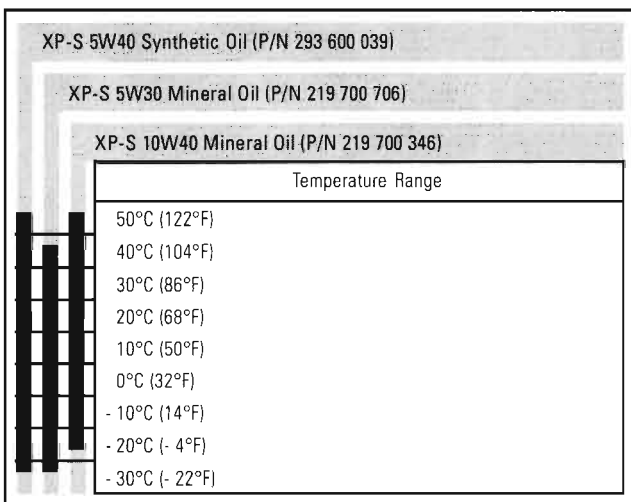 XP-S 5W40 Synthetic Oil (P/N 293 600 039)
XP-S 5W30 Mineral Oil (P/N 219 700 706)
XP-S 10W40 Mineral Oil (P/N 219 700 346)
Temperature Range
50°C (122°F)
40°C (104°F)
30°C (86°F)
20°C (68°F)
10°C (50°F)
0°C (32°F)
- 10°C (14°F)
- 20°C (- 4°F)
- 30°C (- 22°F)